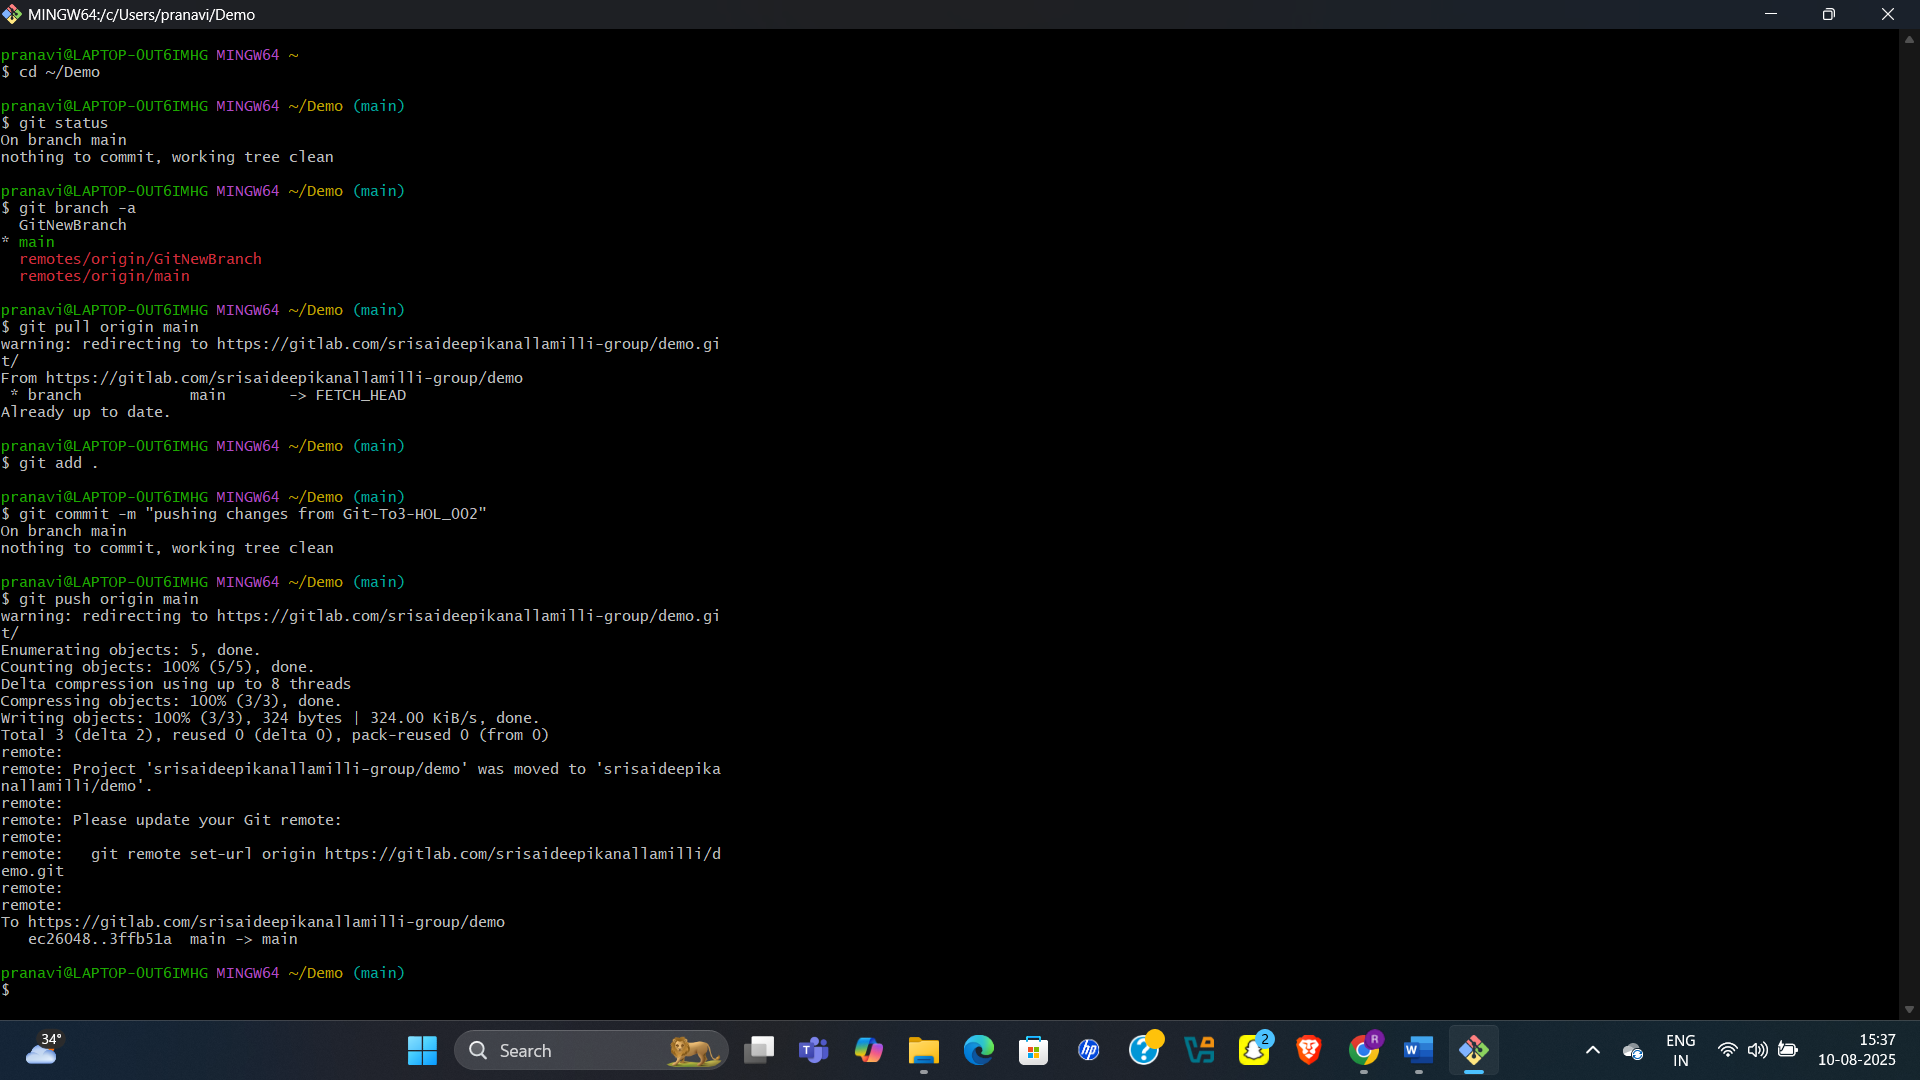 MINGW64:/c/Users/pranavi/Demo
pranavi@LAPTOP-OUT6IMHG MINGW64 ~
$ cd ~/Demo
pranavi@LAPTOP-OUT6IMHG MINGW64 ~/Demo (main)
$ git status
On branch main
nothing to commit, working tree clean
pranavi@LAPTOP-OUT6IMHG MINGW64 ~/Demo (main)
$ git branch -a
  GitNewBranch
* main
  remotes/origin/GitNewBranch
  remotes/origin/main
pranavi@LAPTOP-OUT6IMHG MINGW64 ~/Demo (main)
$ git pull origin main
warning: redirecting to https://gitlab.com/srisaideepikanallamilli-group/demo.gi
t/
From https://gitlab.com/srisaideepikanallamilli-group/demo
 * branch            main       -> FETCH_HEAD
Already up to date.
pranavi@LAPTOP-OUT6IMHG MINGW64 ~/Demo (main)
$ git add .
pranavi@LAPTOP-OUT6IMHG MINGW64 ~/Demo (main)
$ git commit -m "pushing changes from Git-To3-HOL_002"
On branch main
nothing to commit, working tree clean
pranavi@LAPTOP-OUT6IMHG MINGW64 ~/Demo (main)
$ git push origin main
warning: redirecting to https://gitlab.com/srisaideepikanallamilli-group/demo.gi
t/
Enumerating objects: 5, done.
Counting objects: 100% (5/5), done.
Delta compression using up to 8 threads
Compressing objects: 100% (3/3), done.
Writing objects: 100% (3/3), 324 bytes | 324.00 KiB/s, done.
Total 3 (delta 2), reused 0 (delta 0), pack-reused 0 (from 0)
remote:
remote: Project 'srisaideepikanallamilli-group/demo' was moved to 'srisaideepika
nallamilli/demo'.
remote:
remote: Please update your Git remote:
remote:
remote:   git remote set-url origin https://gitlab.com/srisaideepikanallamilli/d
emo.git
remote:
remote:
To https://gitlab.com/srisaideepikanallamilli-group/demo
   ec26048..3ffb51a  main -> main
pranavi@LAPTOP-OUT6IMHG MINGW64 ~/Demo (main)
$
34°
Search
T
hp
?
2
R
W
ENG
IN
15:37
10-08-2025